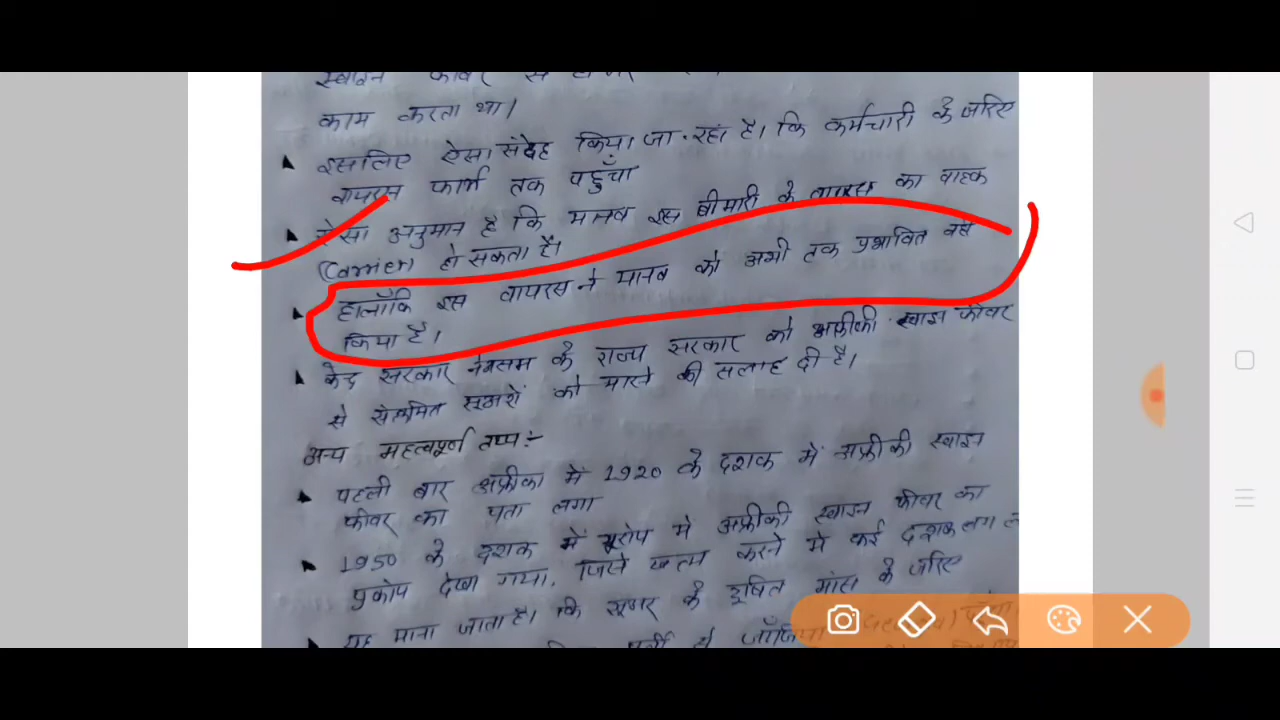 काम करता था।
इसलिए ऐसा संदेह किया जा रहा है। कि कर्मचारी के जरिए
वायरस फार्म तक पहुँचा
ऐसा अनुमान है कि मानव इस बीमारी के वायरस का वाहक
(Carrier) हो सकता है।
हालाँकि इस वायरस ने मानव को अभी तक प्रभावित नहीं
किया है।
केन्द्र सरकार ने असम के राज्य सरकार को अफ्रीकी स्वाइन फीवर
से संक्रमित सूअरों को मारने की सलाह दी है।
अन्य महत्वपूर्ण तथ्य:-
पहली बार अफ्रीका में 1920 के दशक में अफ्रीकी स्वाइन
फीवर का पता लगा
1950 के दशक में यूरोप मे अफ्रीकी स्वाइन फीवर का
प्रकोप देखा गया, जिसे खत्म करने मे कई दशक लग
यह माना जाता है। कि सूअर के दूषित मांस के जरिए